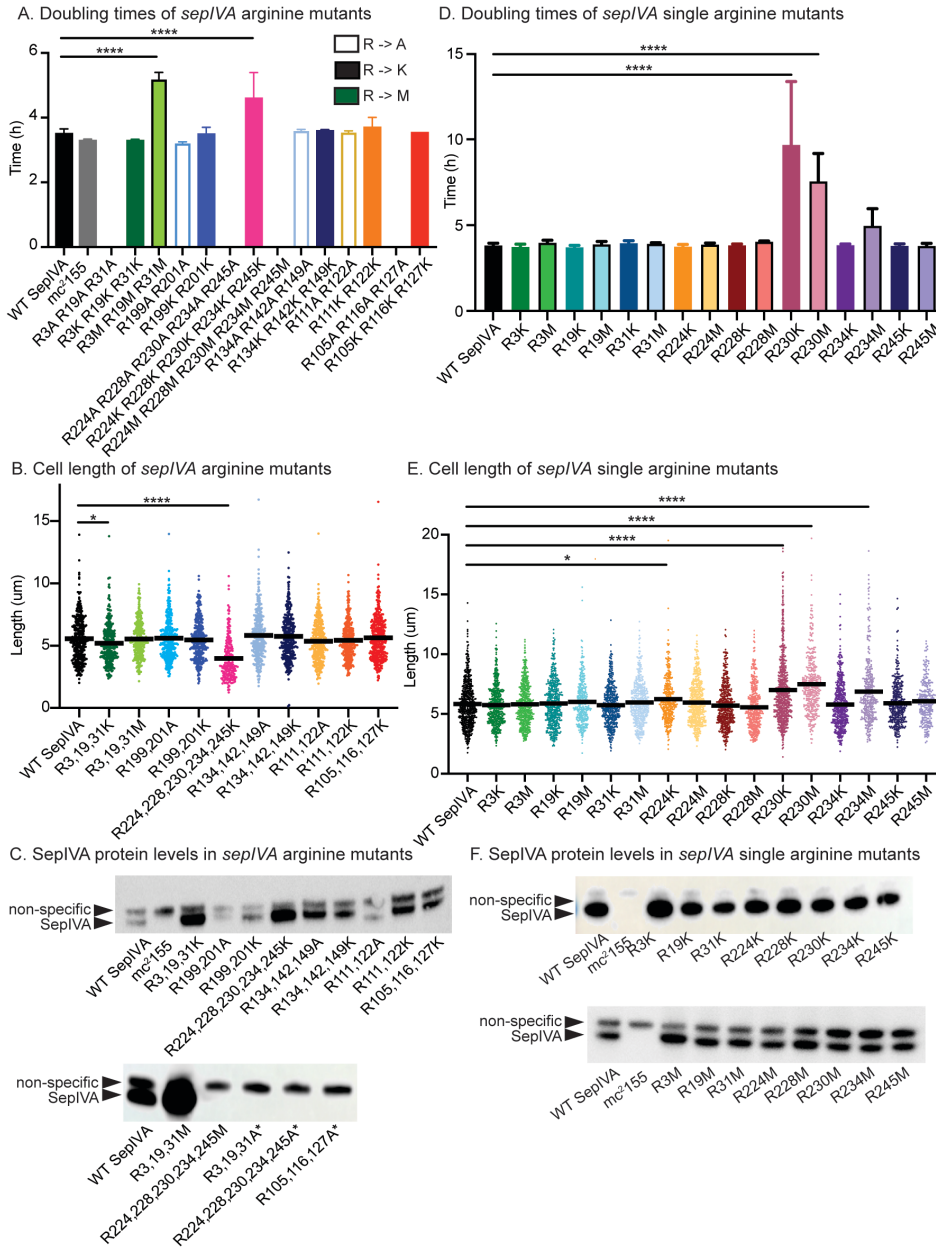 A. Doubling times of sepIVA arginine mutants
****
****
R -> A
R -> K
R -> M
Time (h)
6
4
2
0
WT SepIVA
mc²155
R3A R19A R31A
R3K R19K R31K
R3M R19M R31M
R199A R201A
R199K R201K
R224A R228A R230A R234A R245A
R224K R228K R230K R234K R245K
R224M R228M R230M R234M R245M
R134A R142A R149A
R134K R142K R149K
R111A R122A
R111K R122K
R105A R116A R127A
R105K R116K R127K
D. Doubling times of sepIVA single arginine mutants
****
****
Time (h)
15
10
5
0
WT SepIVA
R3K
R3M
R19K
R19M
R31K
R31M
R224K
R224M
R228K
R228M
R230K
R230M
R234K
R234M
R245K
R245M
B. Cell length of sepIVA arginine mutants
****
*
Length (um)
15
10
5
0
WT SepIVA
R3,19,31K
R3,19,31M
R199,201A
R199,201K
R224,228,230,234,245K
R134,142,149A
R134,142,149K
R111,122A
R111,122K
R105,116,127K
E. Cell length of sepIVA single arginine mutants
****
****
****
*
Length (um)
20
15
10
5
0
WT SepIVA
R3K
R3M
R19K
R19M
R31K
R31M
R224K
R224M
R228K
R228M
R230K
R230M
R234K
R234M
R245K
R245M
C. SepIVA protein levels in sepIVA arginine mutants
non-specific
SepIVA
WT SepIVA
mc²155
R3,19,31K
R199,201A
R199,201k
R224,228,230,234,245K
R134,142,149A
R134,142,149K
R111,122A
R111,122K
R105,116,127K
non-specific
SepIVA
WT SepIVA
R3,19,31M
R224,228,230,234,245M
R3,19,31A*
R224,228,230,234,245A*
R105,116,127A*
F. SepIVA protein levels in sepIVA single arginine mutants
non-specific
SepIVA
WT SepIVA
mc²155
R3K
R19K
R31K
R224K
R228K
R230K
R234K
R245K
non-specific
SepIVA
WT SepIVA
mc²155
R3M
R19M
R31M
R224M
R228M
R230M
R234M
R245M